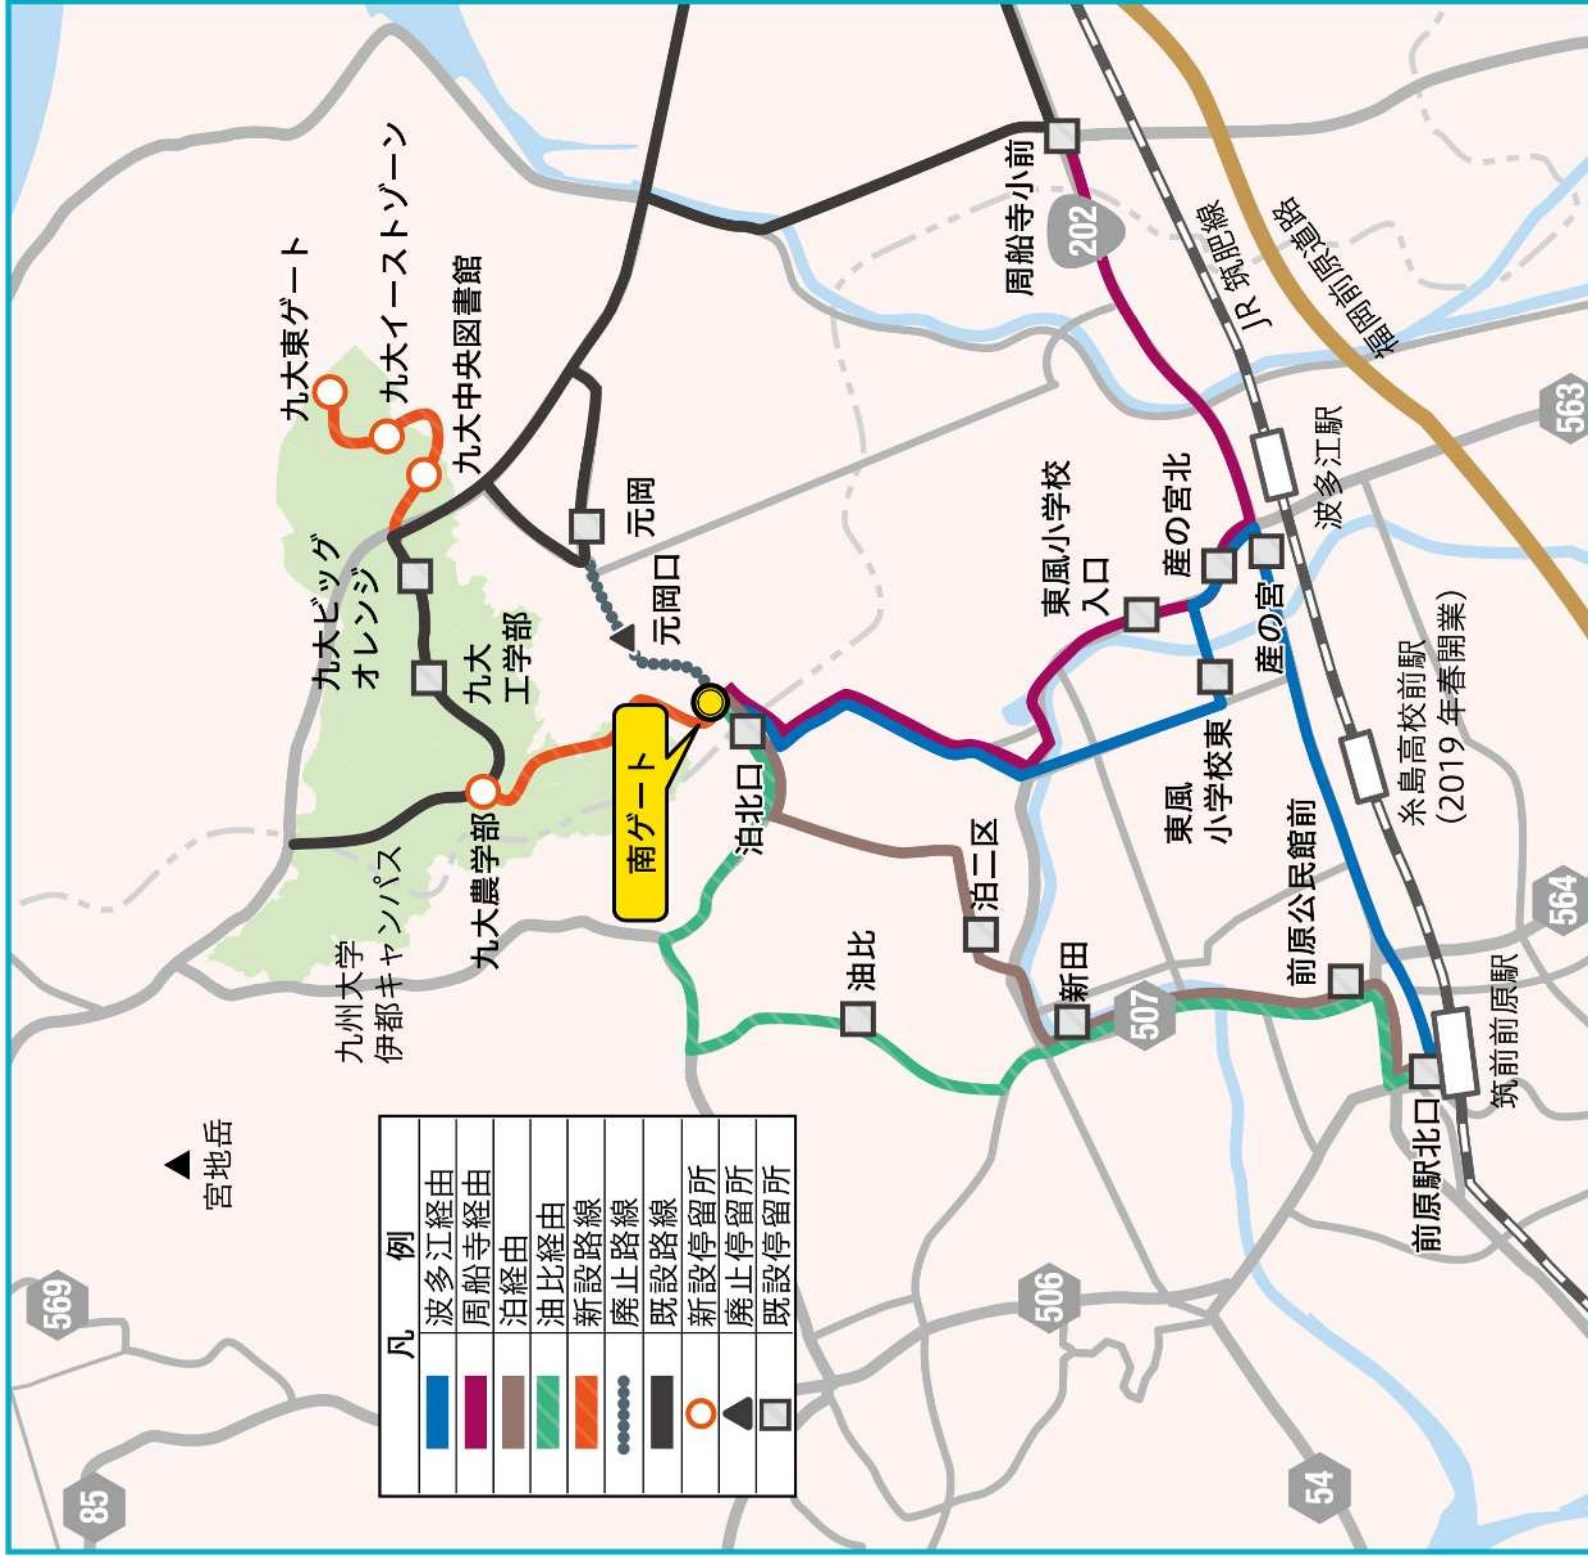 569
85
宮地岳
凡 例
波多江経由
周船寺経由
泊経由
油比経由
新設路線
廃止路線
既設路線
新設停留所
廃止停留所
既設停留所
九大東ゲート
九大イーストゾーン
九大中央図書館
九大ビッグ
オレンジ
九大
工学部
九州大学
伊都キャンパス
九大農学部
南ゲート
元岡
元岡口
泊北口
油比
泊二区
新田
507
506
54
周船寺小前
202
JR 筑肥線
福岡前原道路
東風小学校
入口
産の宮北
産の宮
波多江駅
563
東風
小学校東
糸島高校前駅
(2019 年春開業)
564
前原公民館前
筑前前原駅
前原駅北口